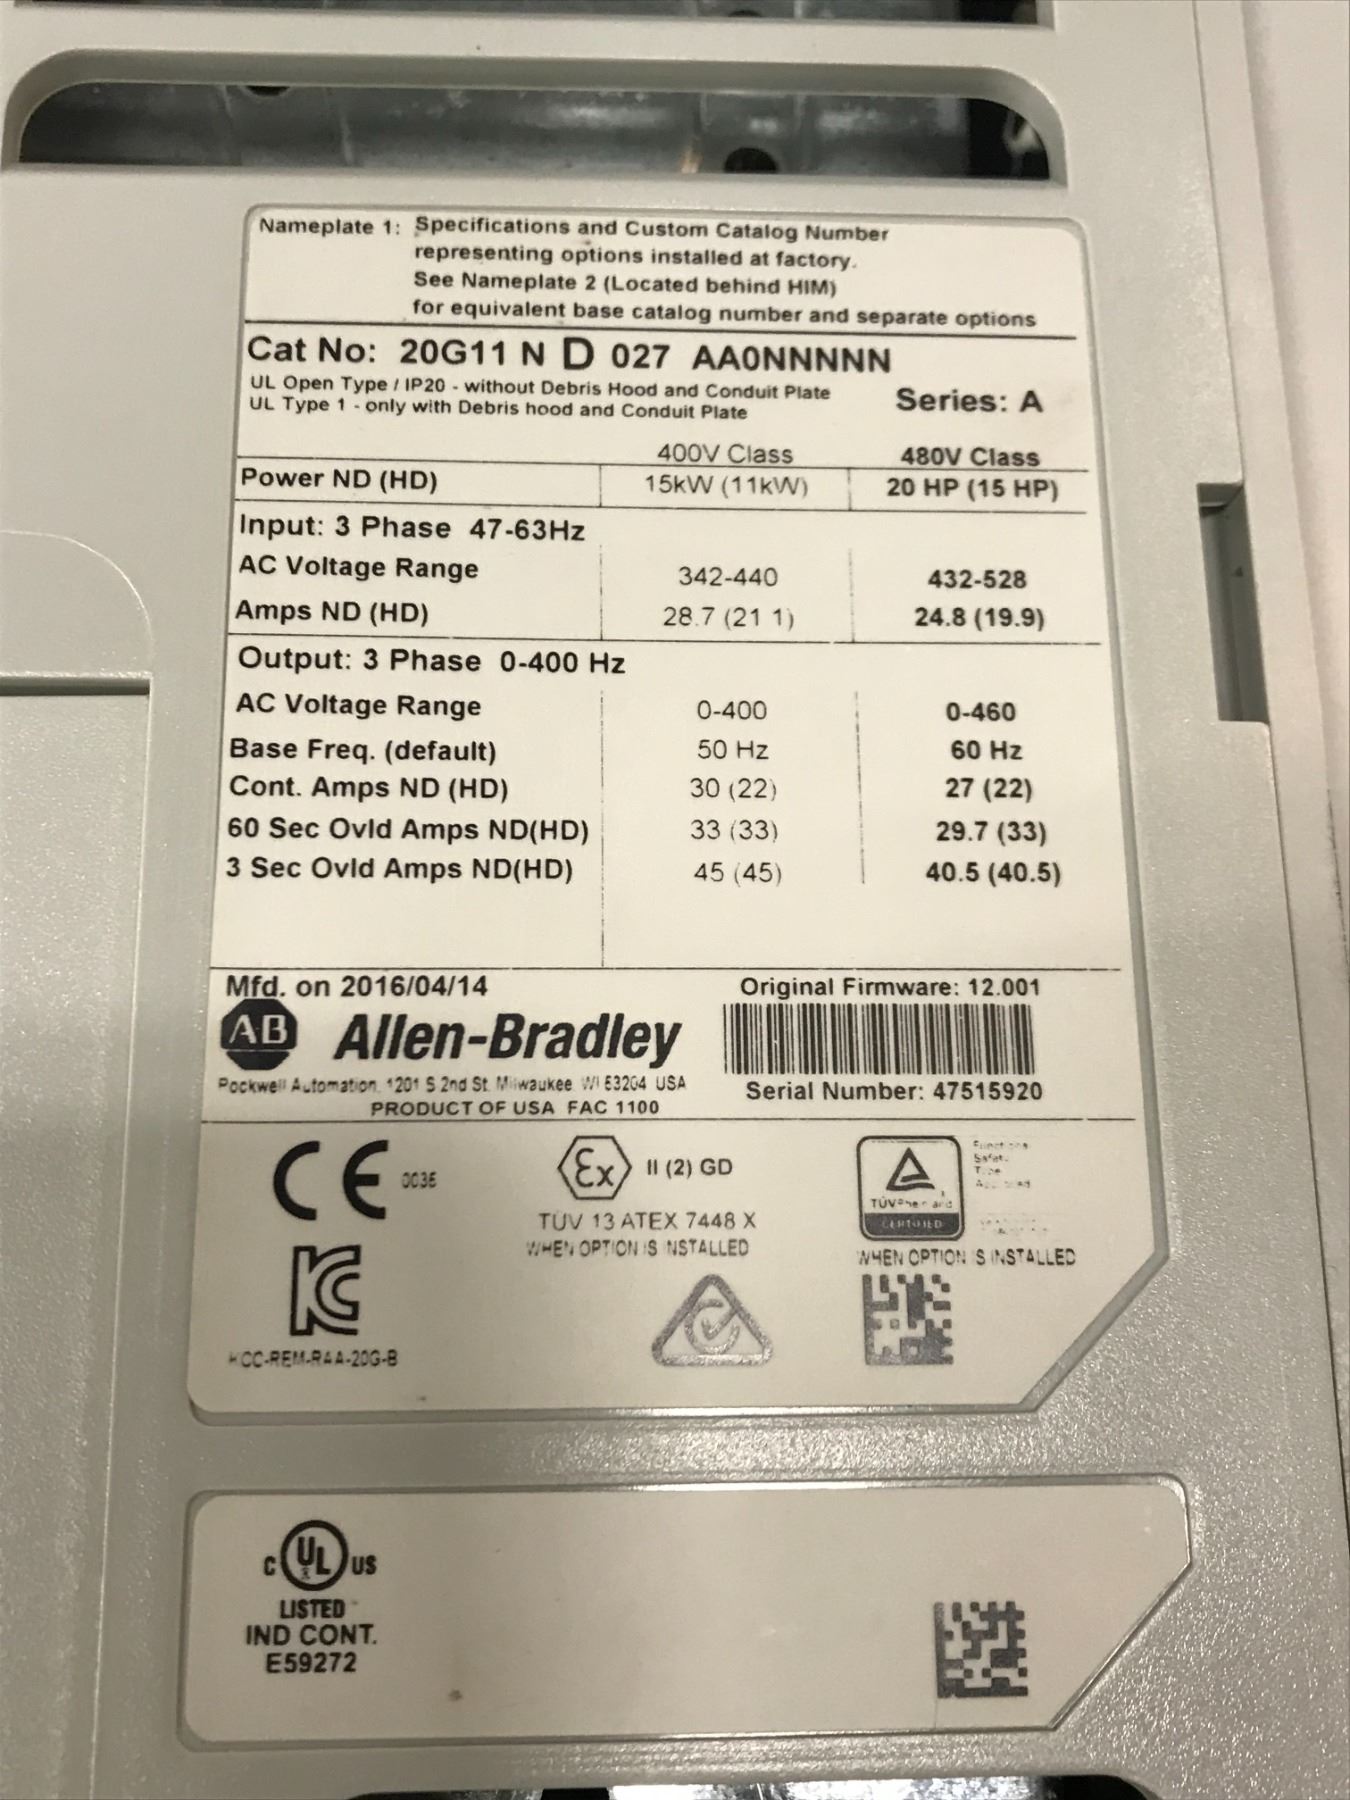 Nameplate 1: Specifications and Custom Catalog Number
representing options installed at factory.
See Nameplate 2 (Located behind HIM)
for equivalent base catalog number and separate options
Cat No: 20G11 N D 027 AA0NNNNN
UL Open Type / IP20 - without Debris Hood and Conduit Plate
UL Type 1 - only with Debris hood and Conduit Plate
Series: A
400V Class 480V Class
Power ND (HD) 15kW (11kW) 20 HP (15 HP)
Input: 3 Phase 47-63Hz
AC Voltage Range 342-440 432-528
Amps ND (HD) 28.7 (21 1) 24.8 (19.9)
Output: 3 Phase 0-400 Hz
AC Voltage Range 0-400 0-460
Base Freq. (default) 50 Hz 60 Hz
Cont. Amps ND (HD) 30 (22) 27 (22)
60 Sec Ovld Amps ND(HD) 33 (33) 29.7 (33)
3 Sec Ovld Amps ND(HD) 45 (45) 40.5 (40.5)
Mfd. on 2016/04/14 Original Firmware: 12.001
AB Allen-Bradley
Rockwell Automation, 1201 S 2nd St. Milwaukee WI 53204 USA
Serial Number: 47515920
PRODUCT OF USA FAC 1100
CE
Ex II (2) GD
TÜV 13 ATEX 7448 X
WHEN OPTION IS INSTALLED
Functional
Safety
Type
Approved
TÜVRheinland
CERTIFIED
WHEN OPTION IS INSTALLED
KC
KCC-REM-RAA-20G-B
C UL US
LISTED
IND CONT.
E59272